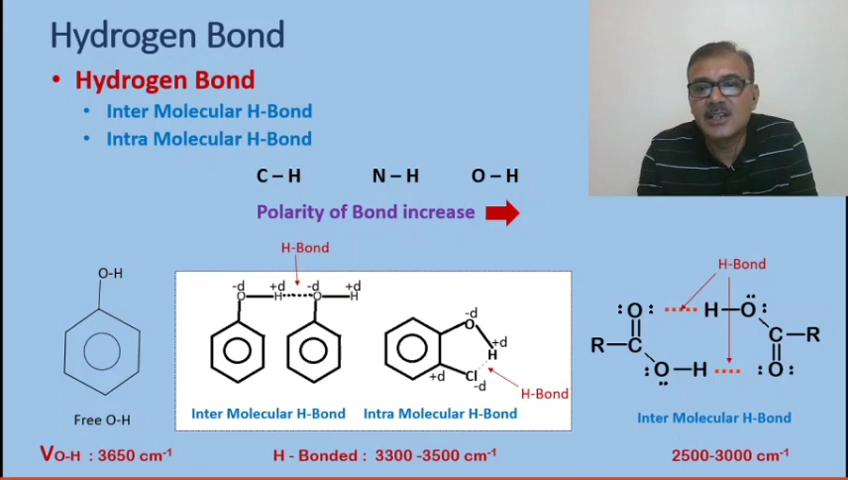 Hydrogen Bond
• Hydrogen Bond
• Inter Molecular H-Bond
• Intra Molecular H-Bond
C – H N – H O – H
Polarity of Bond increase
H-Bond
O-H
-d +d -d +d
O H O H
Free O-H
Inter Molecular H-Bond
-d
O
+d
H
+d Cl
-d
H-Bond
Intra Molecular H-Bond
H-Bond
:O: H–O:
R–C C–R
:O–H :O:
Inter Molecular H-Bond
VO-H : 3650 cm-1
H - Bonded : 3300 -3500 cm-1
2500-3000 cm-1